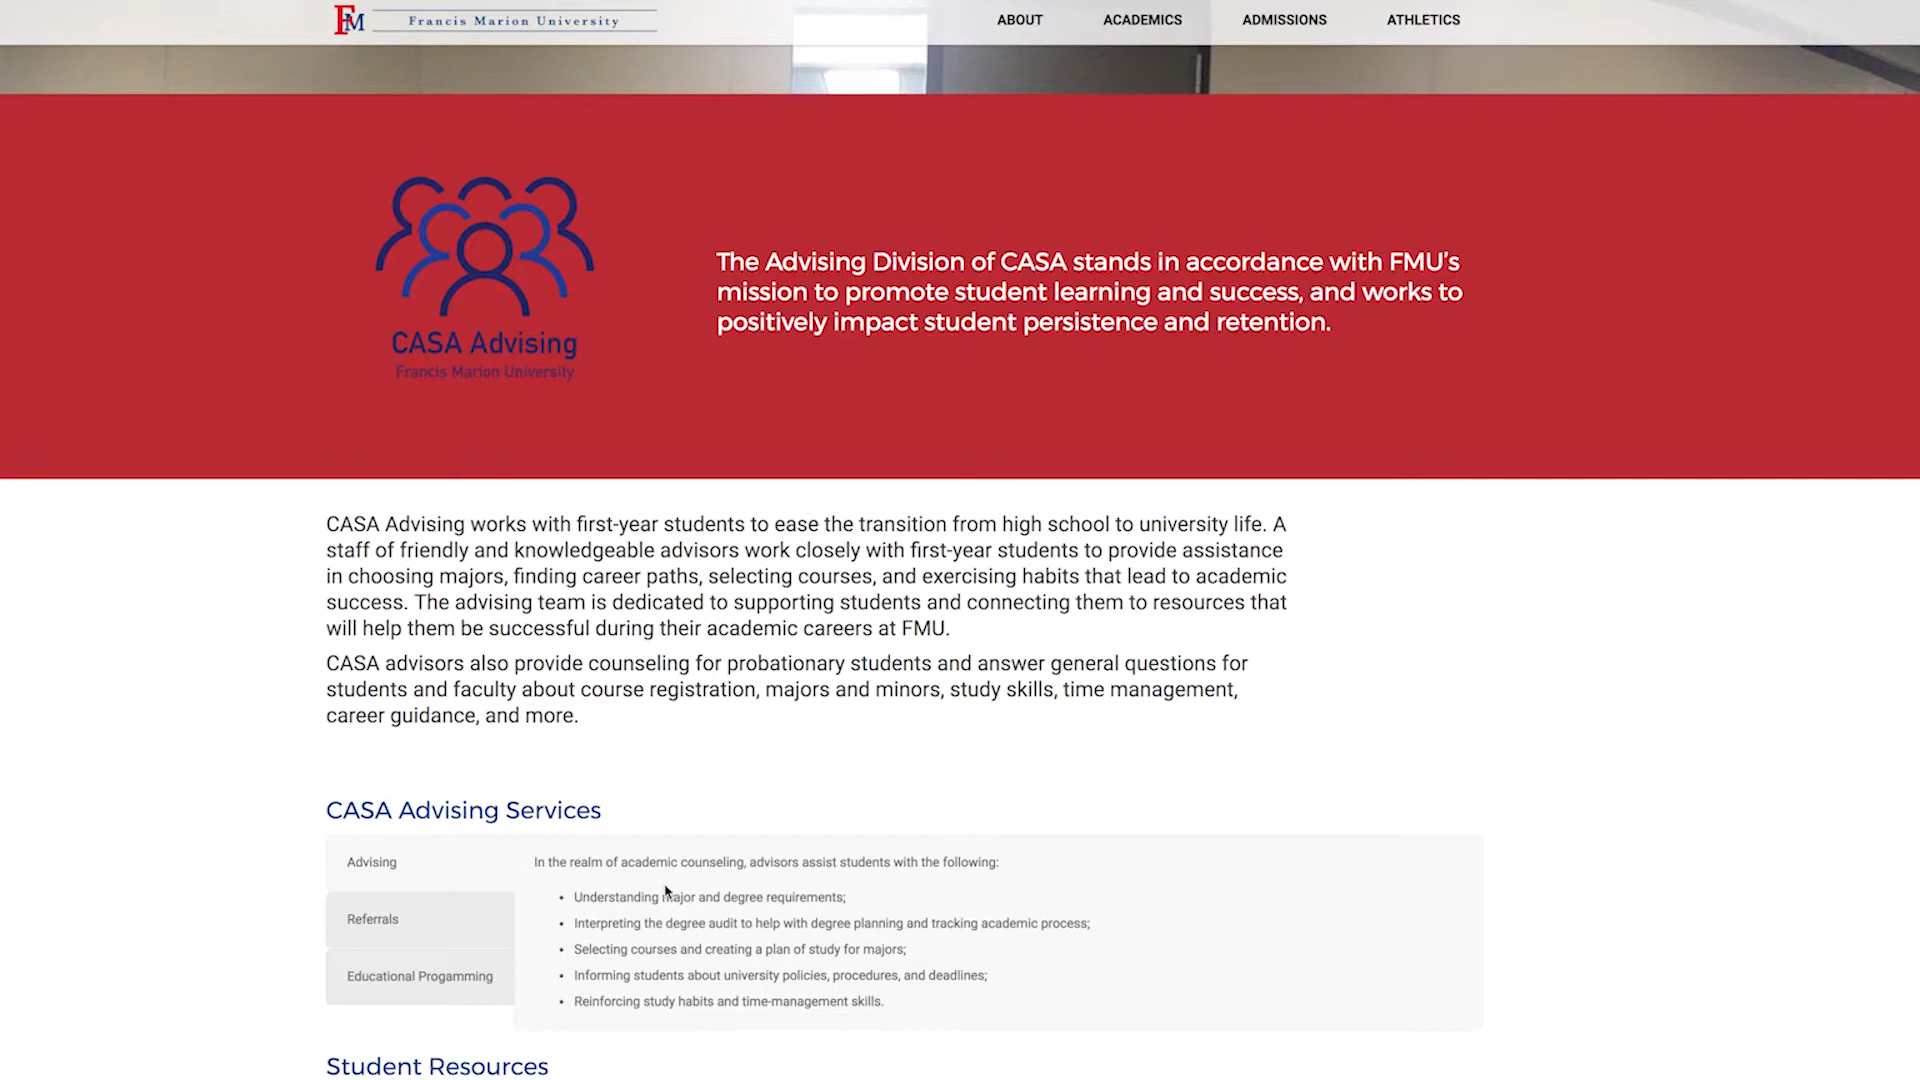 FM Francis Marion University
ABOUT ACADEMICS ADMISSIONS ATHLETICS
CASA Advising
Francis Marion University
The Advising Division of CASA stands in accordance with FMU's
mission to promote student learning and success, and works to
positively impact student persistence and retention.
CASA Advising works with first-year students to ease the transition from high school to university life. A
staff of friendly and knowledgeable advisors work closely with first-year students to provide assistance
in choosing majors, finding career paths, selecting courses, and exercising habits that lead to academic
success. The advising team is dedicated to supporting students and connecting them to resources that
will help them be successful during their academic careers at FMU.
CASA advisors also provide counseling for probationary students and answer general questions for
students and faculty about course registration, majors and minors, study skills, time management,
career guidance, and more.
CASA Advising Services
Advising
Referrals
Educational Progamming
In the realm of academic counseling, advisors assist students with the following:
• Understanding major and degree requirements;
• Interpreting the degree audit to help with degree planning and tracking academic process;
• Selecting courses and creating a plan of study for majors;
• Informing students about university policies, procedures, and deadlines;
• Reinforcing study habits and time-management skills.
Student Resources